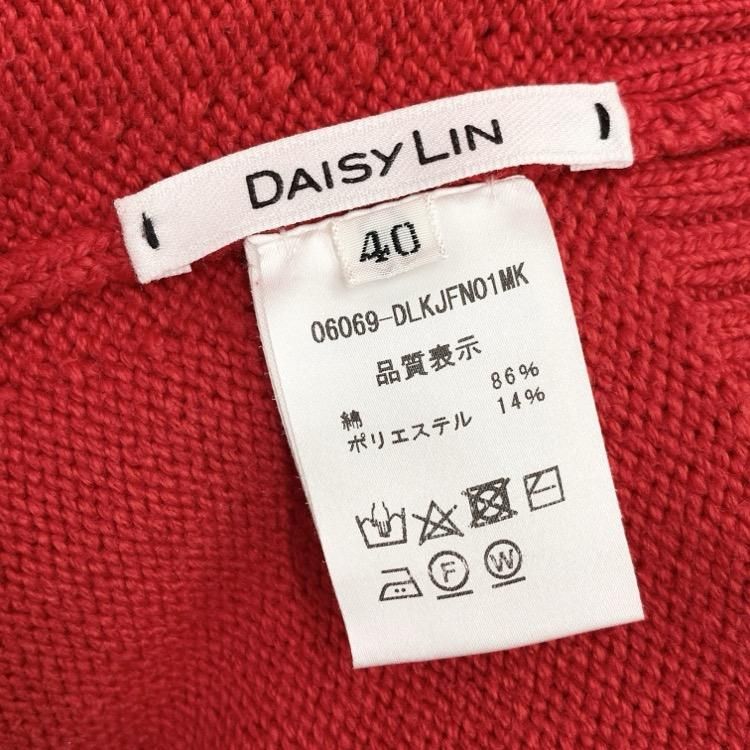 DAISY LIN
40
06069-DLKJFN01MK
品質表示
綿 86%
ポリエステル 14%
F W